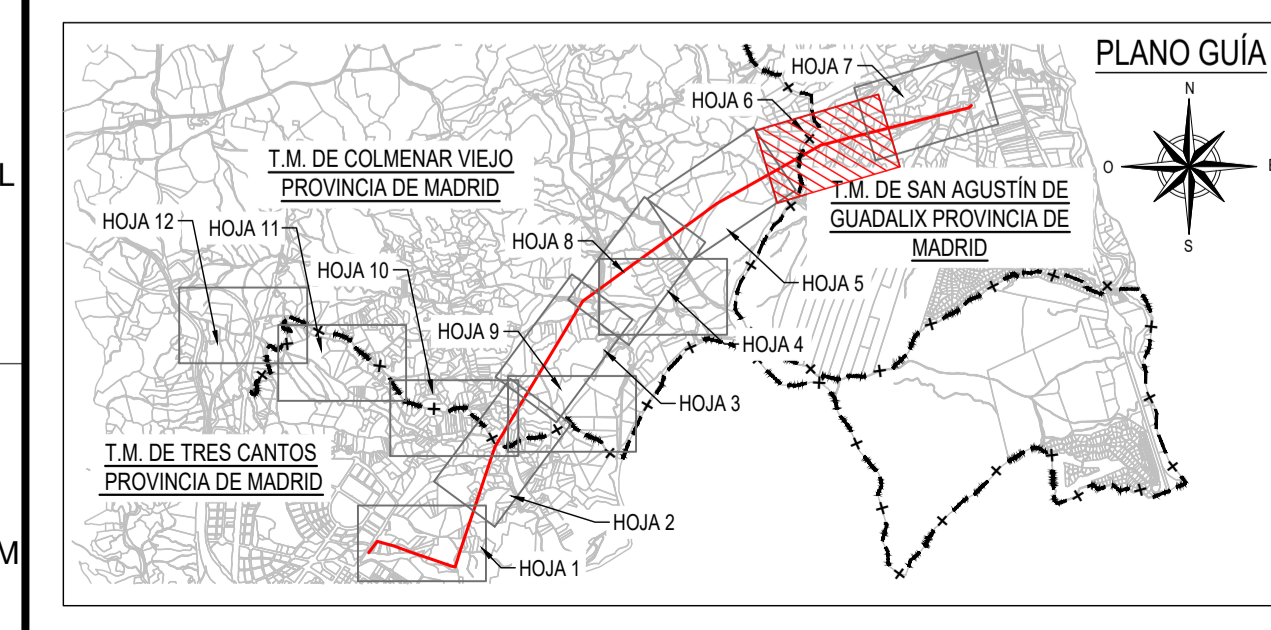 PLANO GUÍA
N
O
E
S
HOJA 7
HOJA 6
T.M. DE COLMENAR VIEJO
PROVINCIA DE MADRID
T.M. DE SAN AGUSTÍN DE
GUADALIX PROVINCIA DE
MADRID
HOJA 12
HOJA 11
HOJA 8
HOJA 10
HOJA 5
HOJA 9
HOJA 4
HOJA 3
T.M. DE TRES CANTOS
PROVINCIA DE MADRID
HOJA 2
HOJA 1
L
M